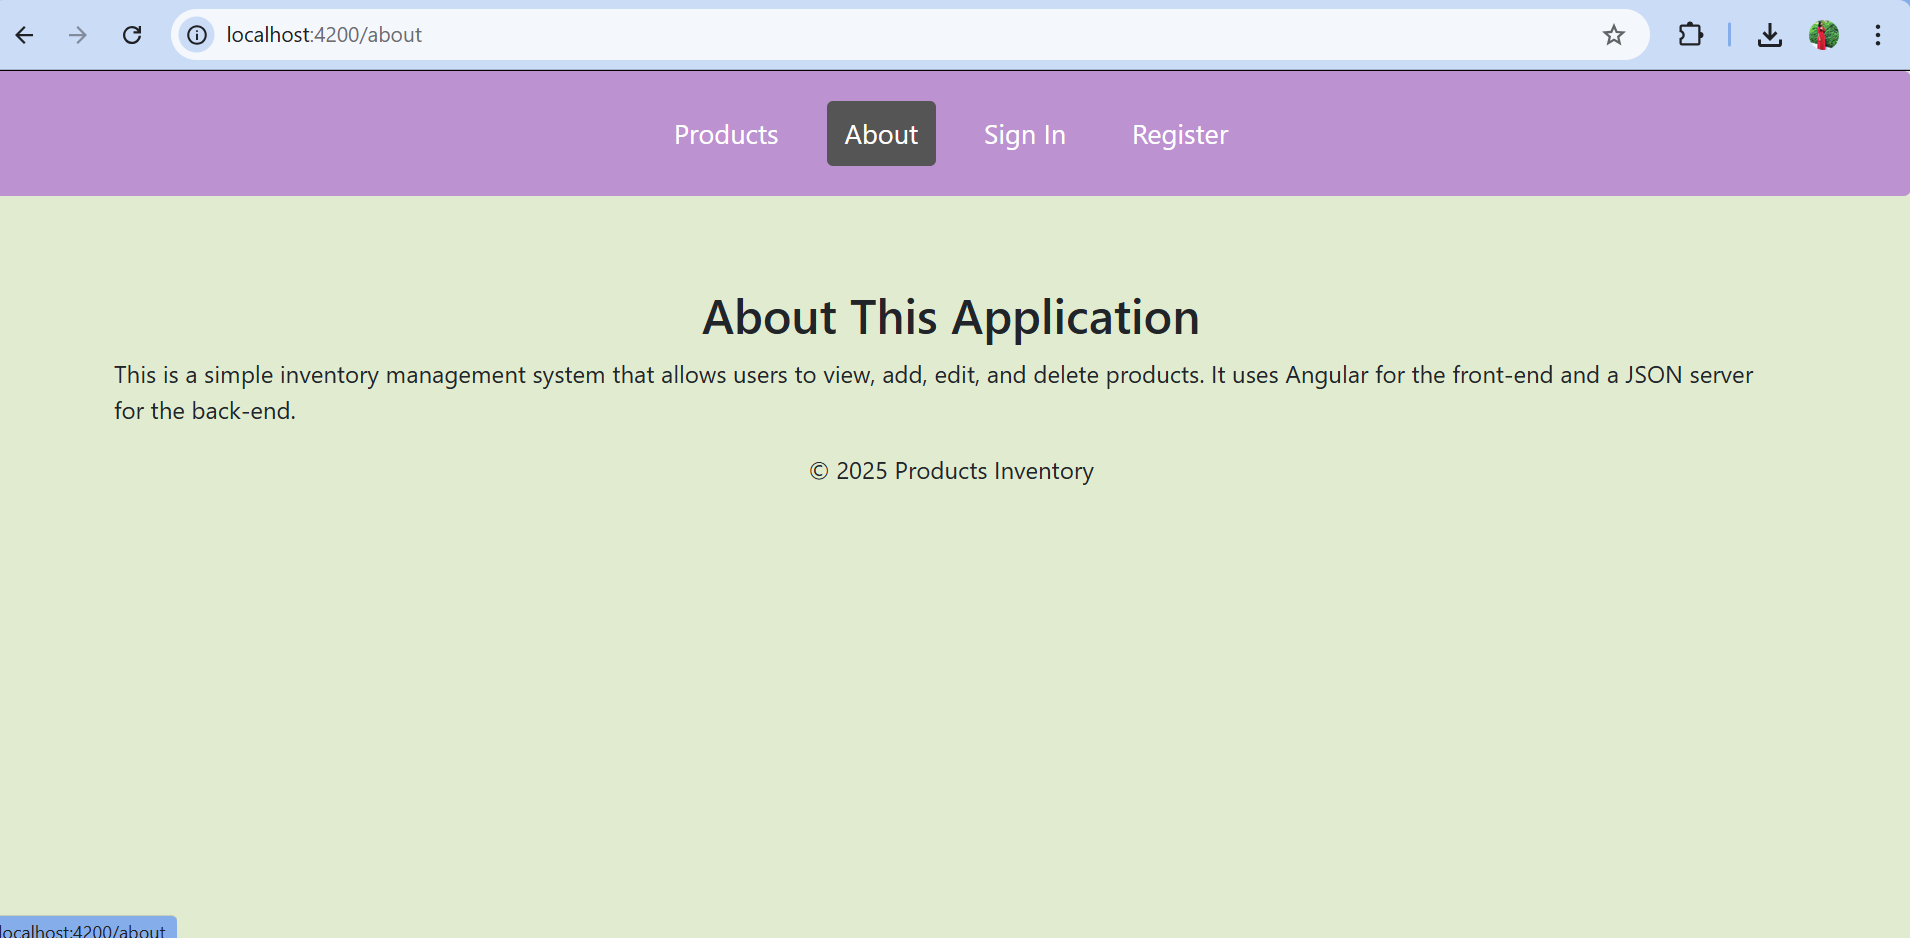 localhost:4200/about
Products About Sign In Register
About This Application
This is a simple inventory management system that allows users to view, add, edit, and delete products. It uses Angular for the front-end and a JSON server
for the back-end.
© 2025 Products Inventory
localhost:4200/about